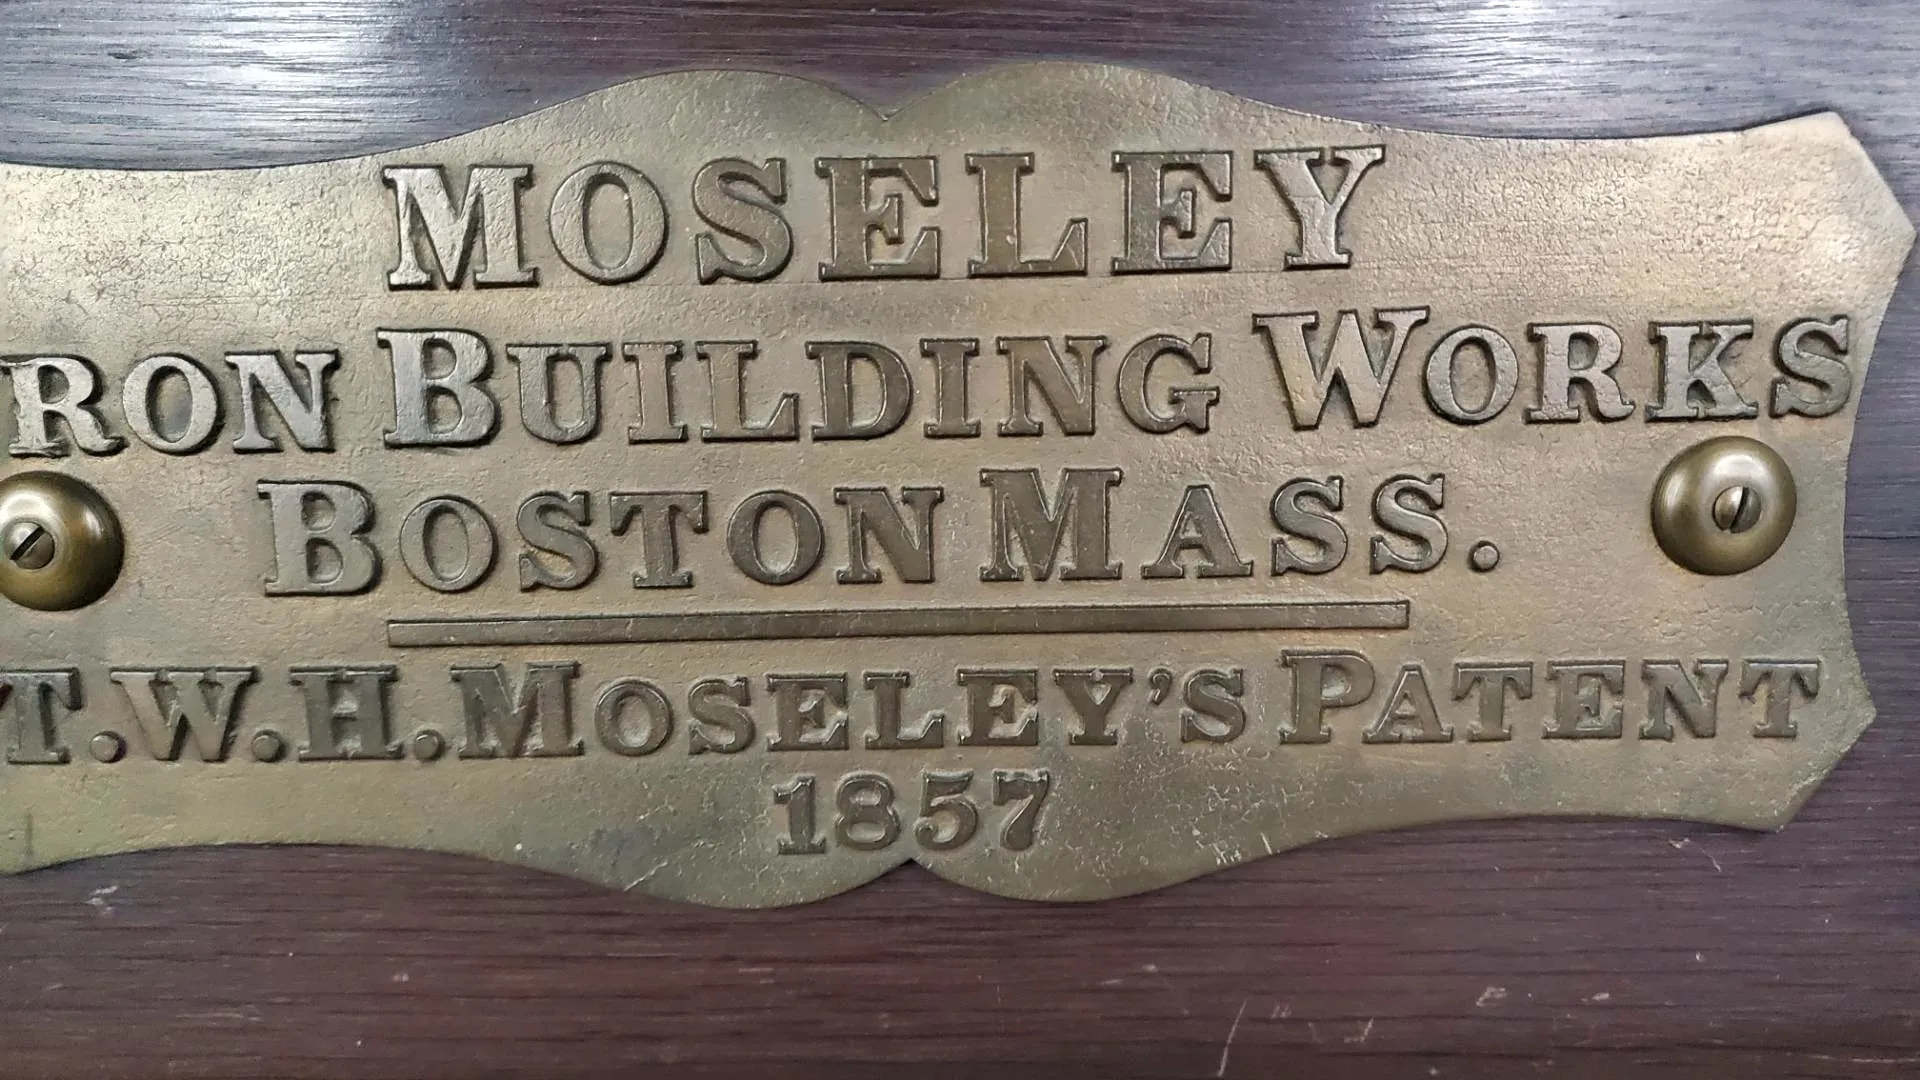 MOSELEY
RON BUILDING WORKS
BOSTON MASS.
T.W.H. MOSELEY'S PATENT
1857